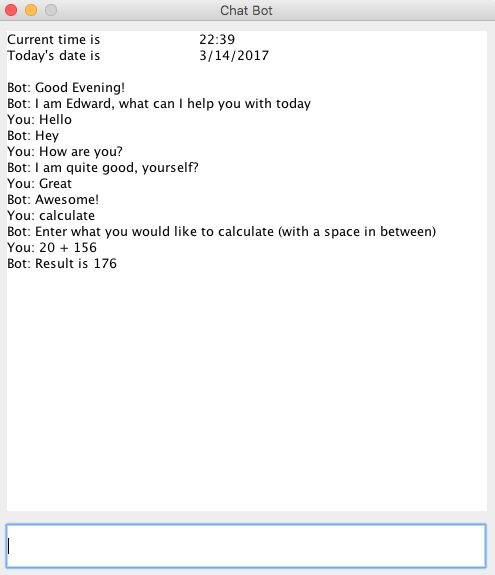 Chat Bot
Current time is 22:39
Today's date is 3/14/2017
Bot: Good Evening!
Bot: I am Edward, what can I help you with today
You: Hello
Bot: Hey
You: How are you?
Bot: I am quite good, yourself?
You: Great
Bot: Awesome!
You: calculate
Bot: Enter what you would like to calculate (with a space in between)
You: 20 + 156
Bot: Result is 176